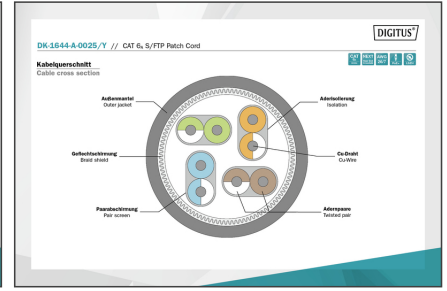 DIGITUS®
DK-1644-A-0025/Y // CAT 6A S/FTP Patch Cord
Kabelquerschnitt
Cable cross section
Außenmantel
Outer jacket
Aderisolierung
Isolation
Geflechtschirmung
Braid shield
Cu-Draht
Cu-Wire
Paarabschirmung
Pair screen
Aderspaare
Twisted pair